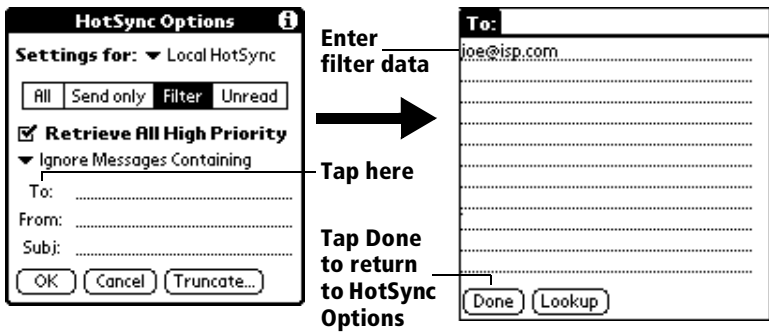 HotSync Options i
Settings for: Local HotSync
All Send only Filter Unread
Retrieve All High Priority
Ignore Messages Containing
To:
From:
Subj:
OK Cancel Truncate...
Enter
filter data
Tap here
Tap Done
to return
to HotSync
Options
To:
joe@isp.com
Done Lookup